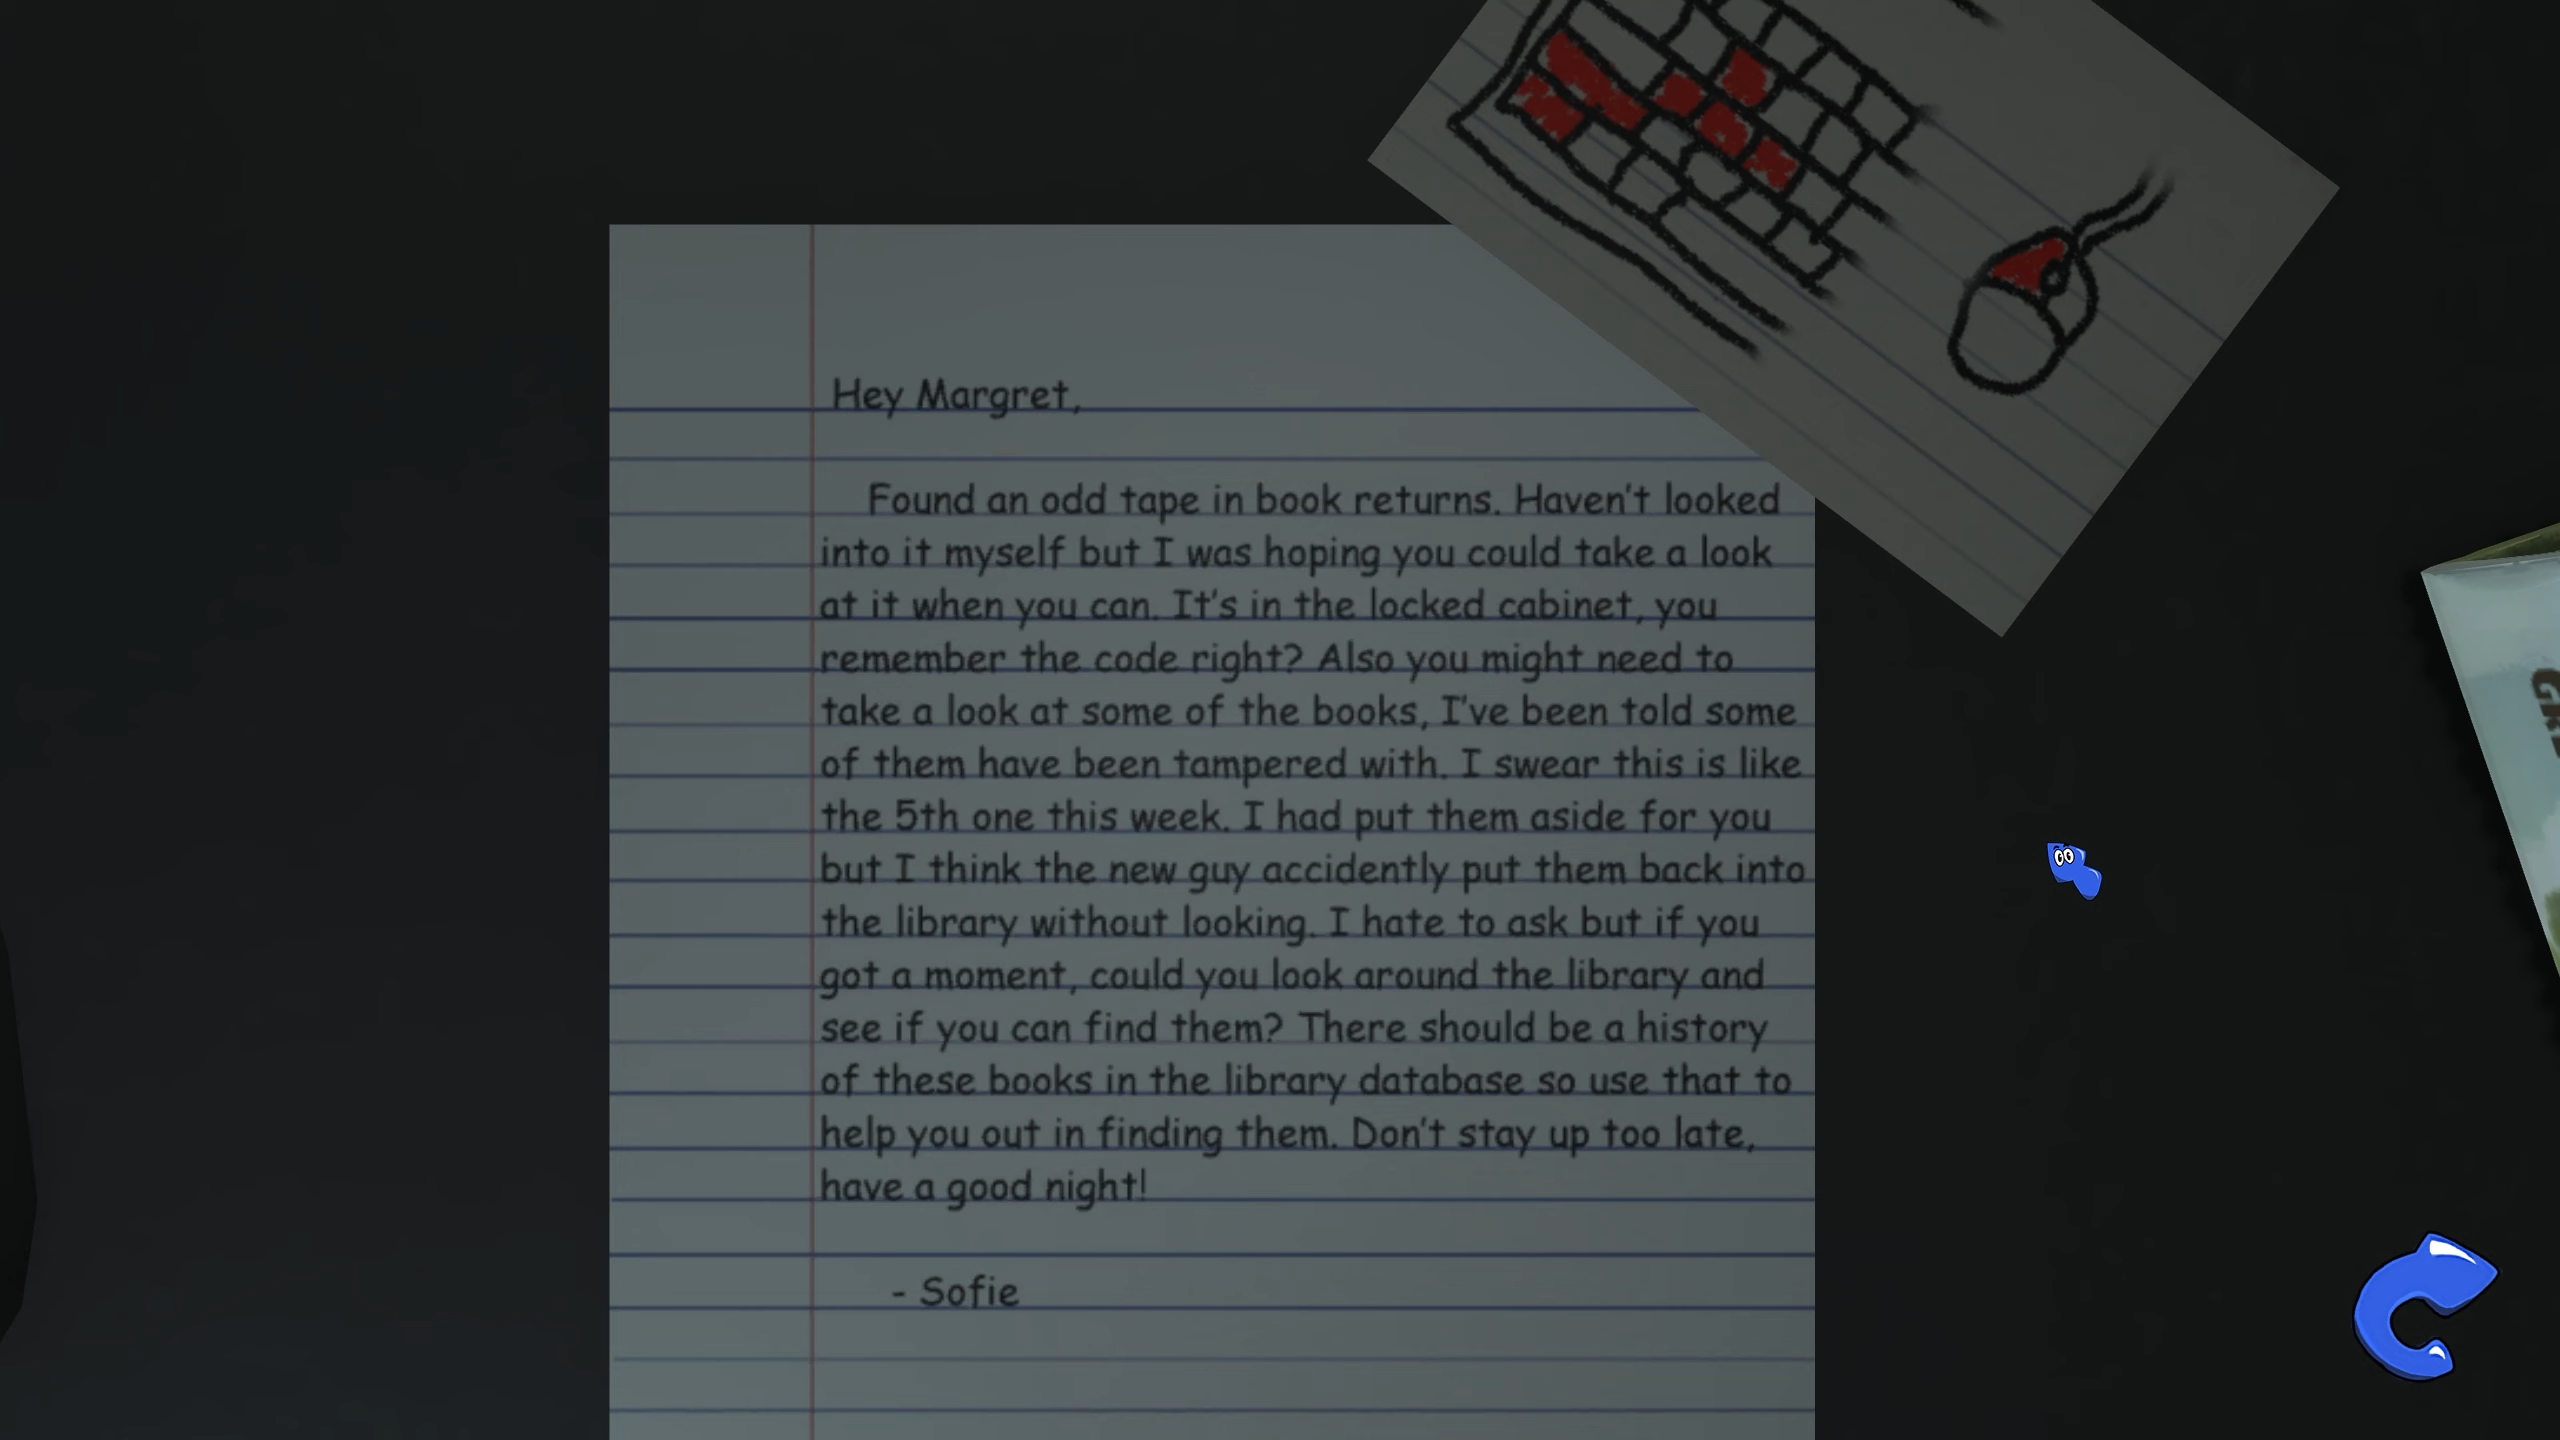 Hey Margret,
Found an odd tape in book returns. Haven't looked
into it myself but I was hoping you could take a look
at it when you can. It's in the locked cabinet, you
remember the code right? Also you might need to
take a look at some of the books, I've been told some
of them have been tampered with. I swear this is like
the 5th one this week. I had put them aside for you
but I think the new guy accidently put them back into
the library without looking. I hate to ask but if you
got a moment, could you look around the library and
see if you can find them? There should be a history
of these books in the library database so use that to
help you out in finding them. Don't stay up too late,
have a good night!
- Sofie